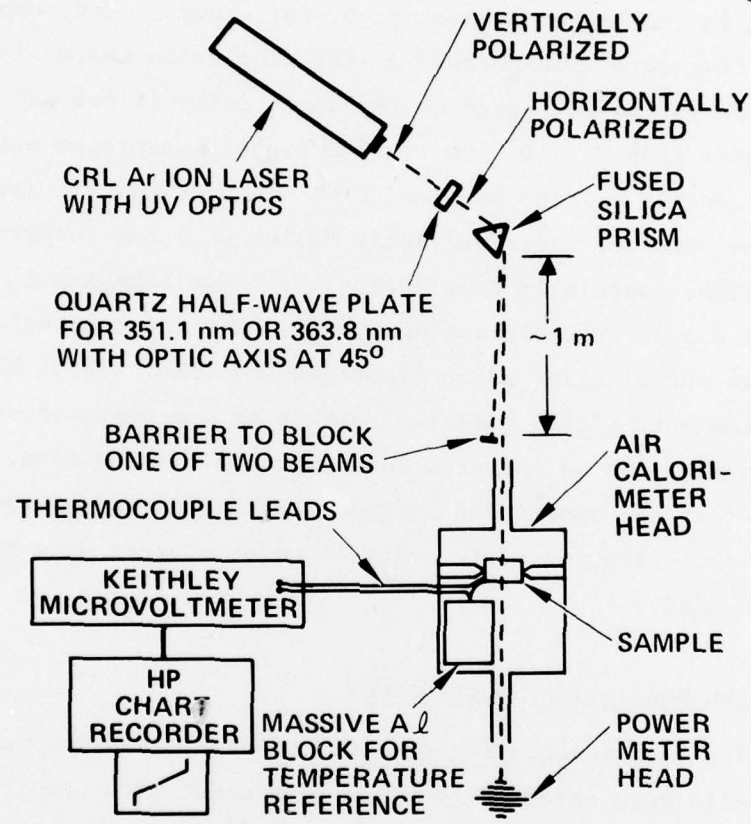 VERTICALLY
POLARIZED
HORIZONTALLY
POLARIZED
CRL Ar ION LASER
WITH UV OPTICS
FUSED
SILICA
PRISM
QUARTZ HALF-WAVE PLATE
FOR 351.1 nm OR 363.8 nm
WITH OPTIC AXIS AT 45°
~1 m
BARRIER TO BLOCK
ONE OF TWO BEAMS
AIR
CALORI-
METER
HEAD
THERMOCOUPLE LEADS
KEITHLEY
MICROVOLTMETER
SAMPLE
HP
CHART
RECORDER
MASSIVE Aℓ
BLOCK FOR
TEMPERATURE
REFERENCE
POWER
METER
HEAD